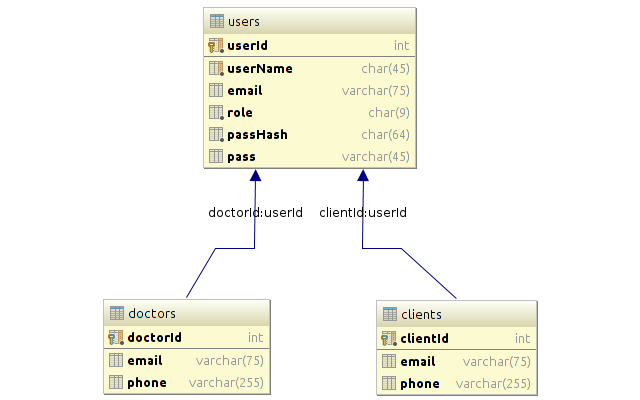 users
userId int
userName char(45)
email varchar(75)
role char(9)
passHash char(64)
pass varchar(45)
doctorId:userId clientId:userId
doctors
doctorId int
email varchar(75)
phone varchar(255)
clients
clientId int
email varchar(75)
phone varchar(255)